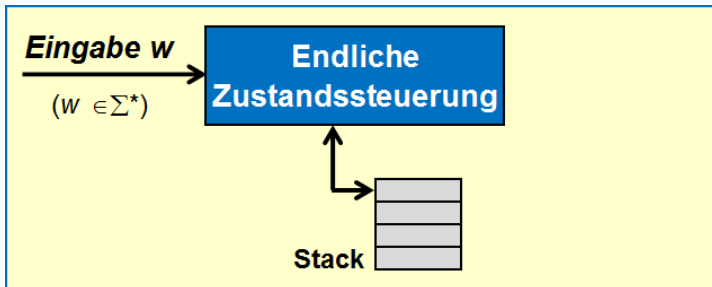 Eingabe w
(w ∈Σ*)
Endliche
Zustandssteuerung
Stack